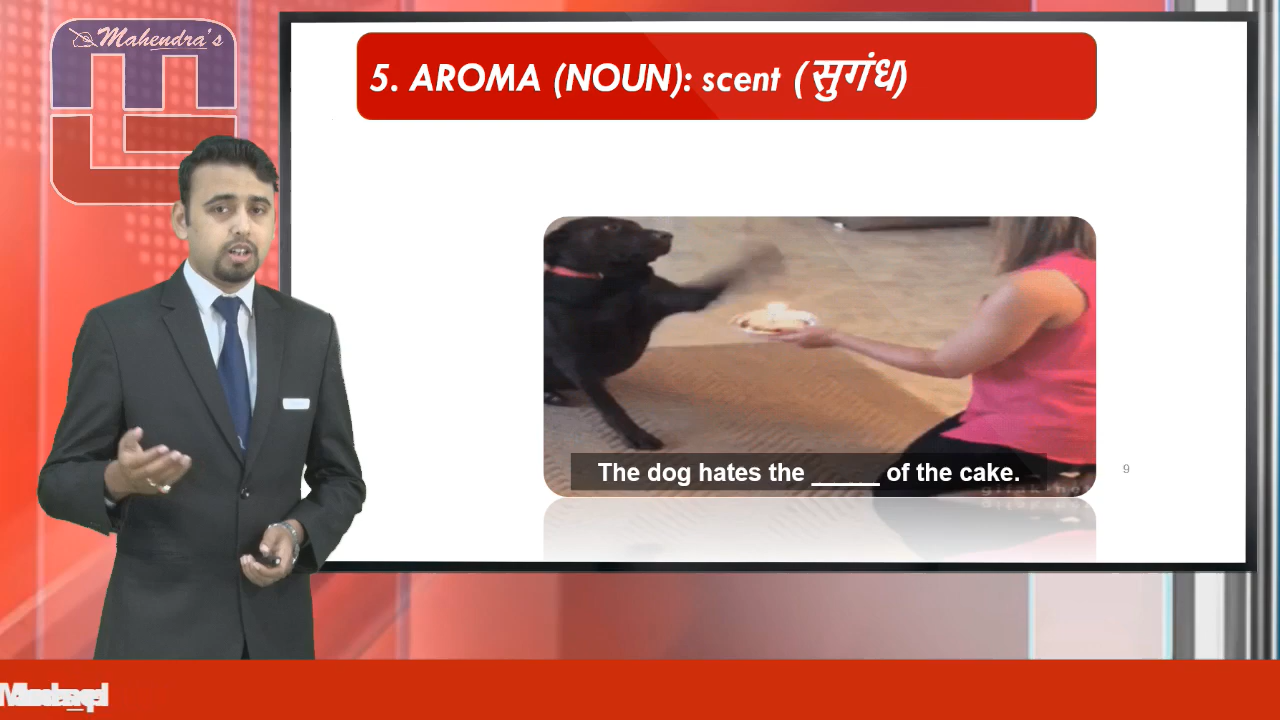 Mahendra's
5. AROMA (NOUN): scent (सुगंध)
The dog hates the _____ of the cake.
9